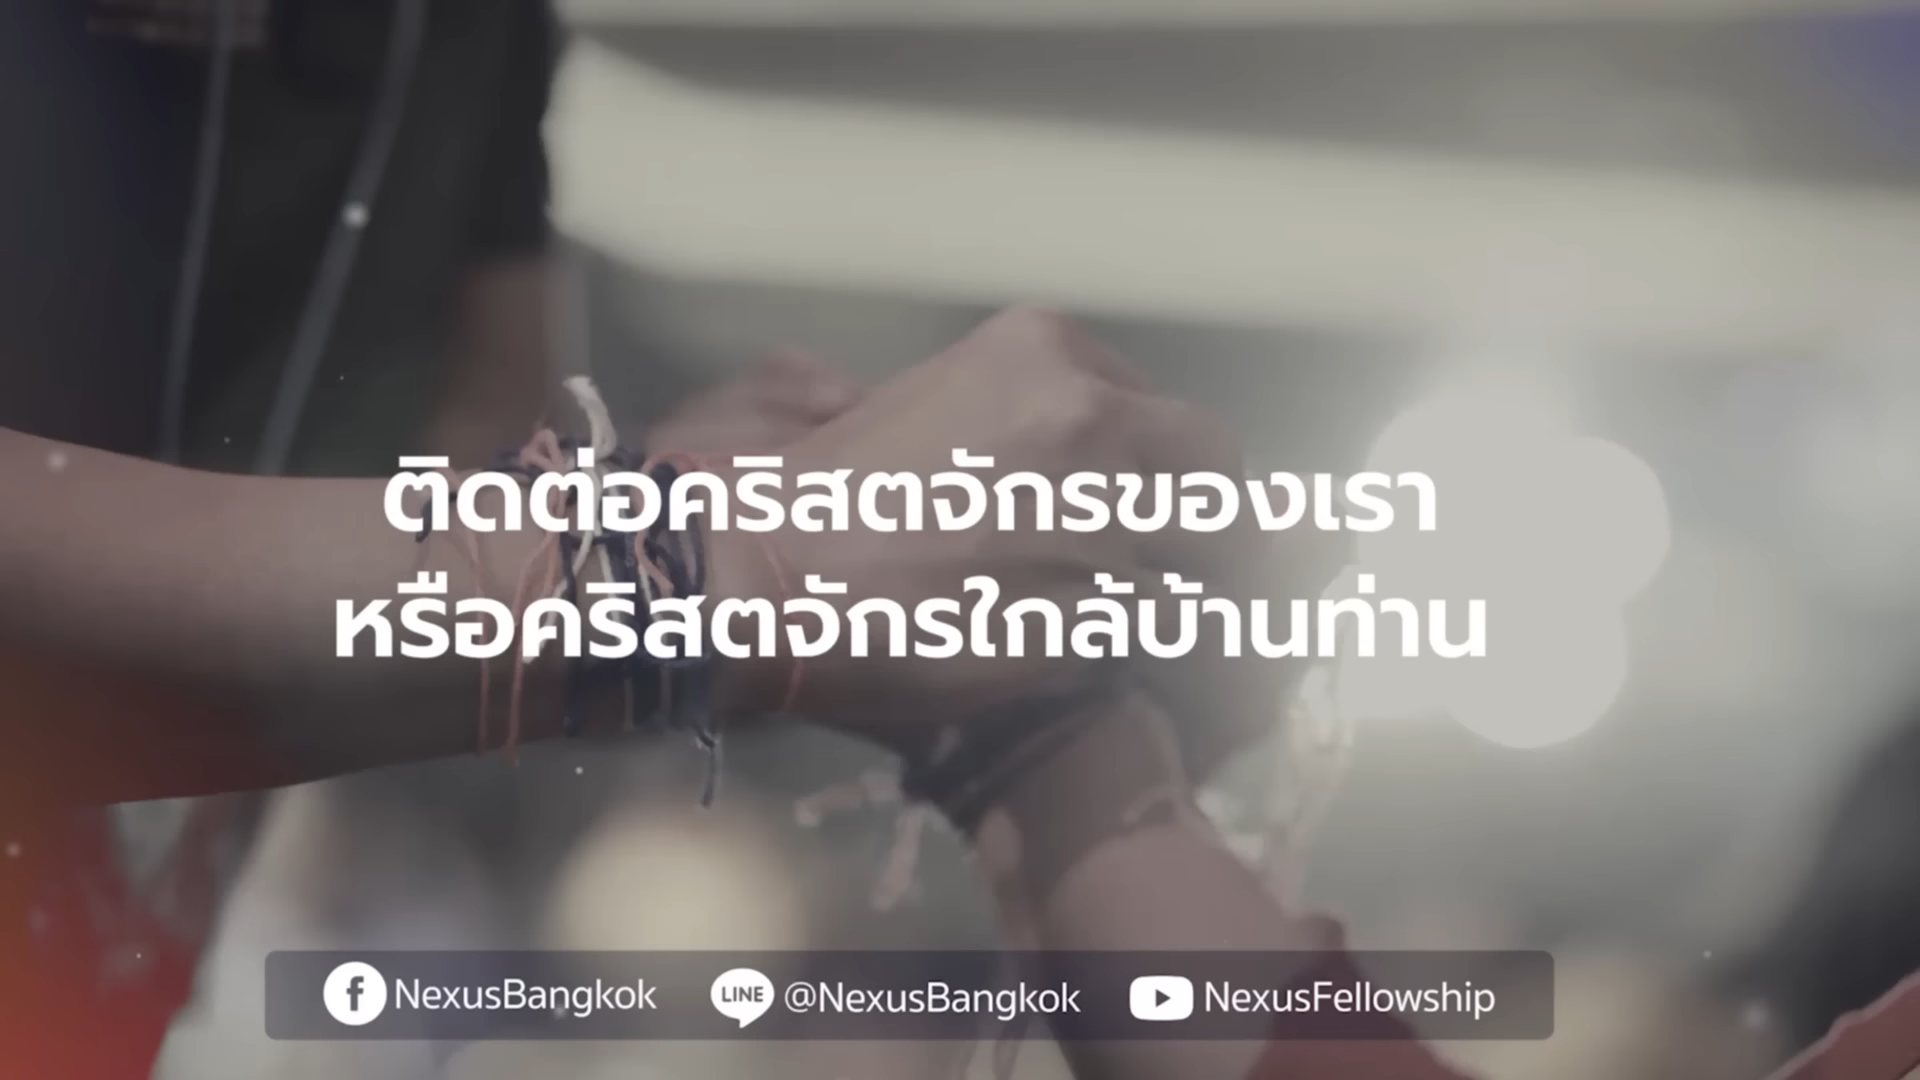 ติดต่อคริสตจักรของเรา
หรือคริสตจักรใกล้บ้านท่าน
NexusBangkok LINE @NexusBangkok NexusFellowship